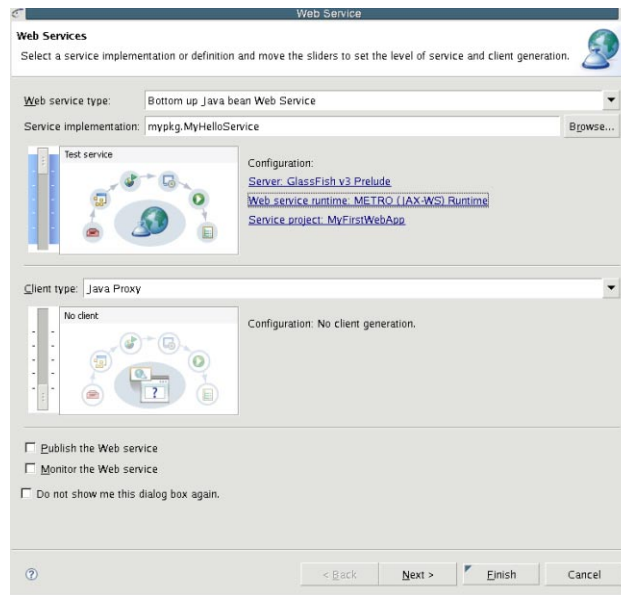 Web Service
Web Services
Select a service implementation or definition and move the sliders to set the level of service and client generation.
Web service type: Bottom up Java bean Web Service
Service implementation: mypkg.MyHelloService Browse...
Test service
Configuration:
Server: GlassFish v3 Prelude
Web service runtime: METRO (JAX-WS) Runtime
Service project: MyFirstWebApp
Client type: Java Proxy
No client
Configuration: No client generation.
Publish the Web service
Monitor the Web service
Do not show me this dialog box again.
? < Back Next > Finish Cancel